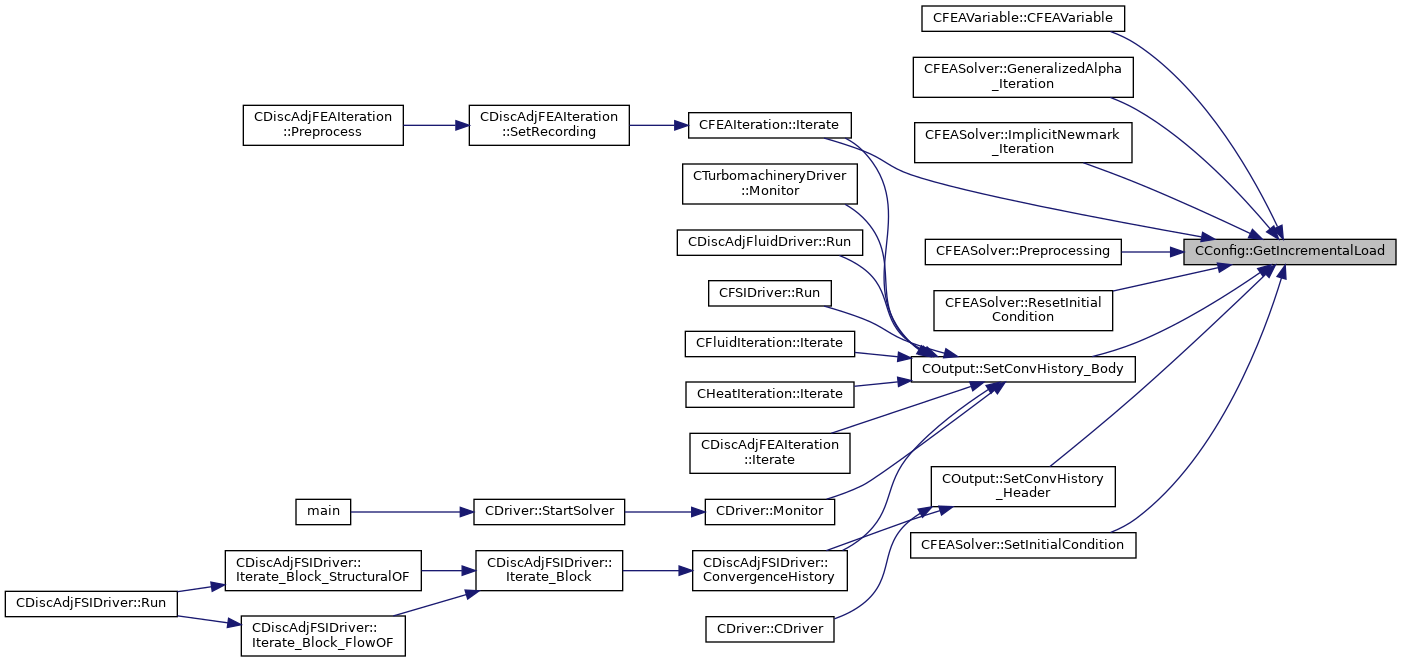 CFEAVariable::CFEAVariable
CFEASolver::GeneralizedAlpha
_Iteration
CDiscAdjFEAIteration
::Preprocess
CDiscAdjFEAIteration
::SetRecording
CFEAIteration::Iterate
CFEASolver::ImplicitNewmark
_Iteration
CTurbomachineryDriver
::Monitor
CDiscAdjFluidDriver::Run
CFEASolver::Preprocessing
CConfig::GetIncrementalLoad
CFSIDriver::Run
CFEASolver::ResetInitial
Condition
CFluidIteration::Iterate
COutput::SetConvHistory_Body
CHeatIteration::Iterate
CDiscAdjFEAIteration
::Iterate
COutput::SetConvHistory
_Header
main
CDriver::StartSolver
CDriver::Monitor
CFEASolver::SetInitialCondition
CDiscAdjFSIDriver::
Iterate_Block_StructuralOF
CDiscAdjFSIDriver::
Iterate_Block
CDiscAdjFSIDriver::
ConvergenceHistory
CDiscAdjFSIDriver::Run
CDiscAdjFSIDriver::
Iterate_Block_FlowOF
CDriver::CDriver